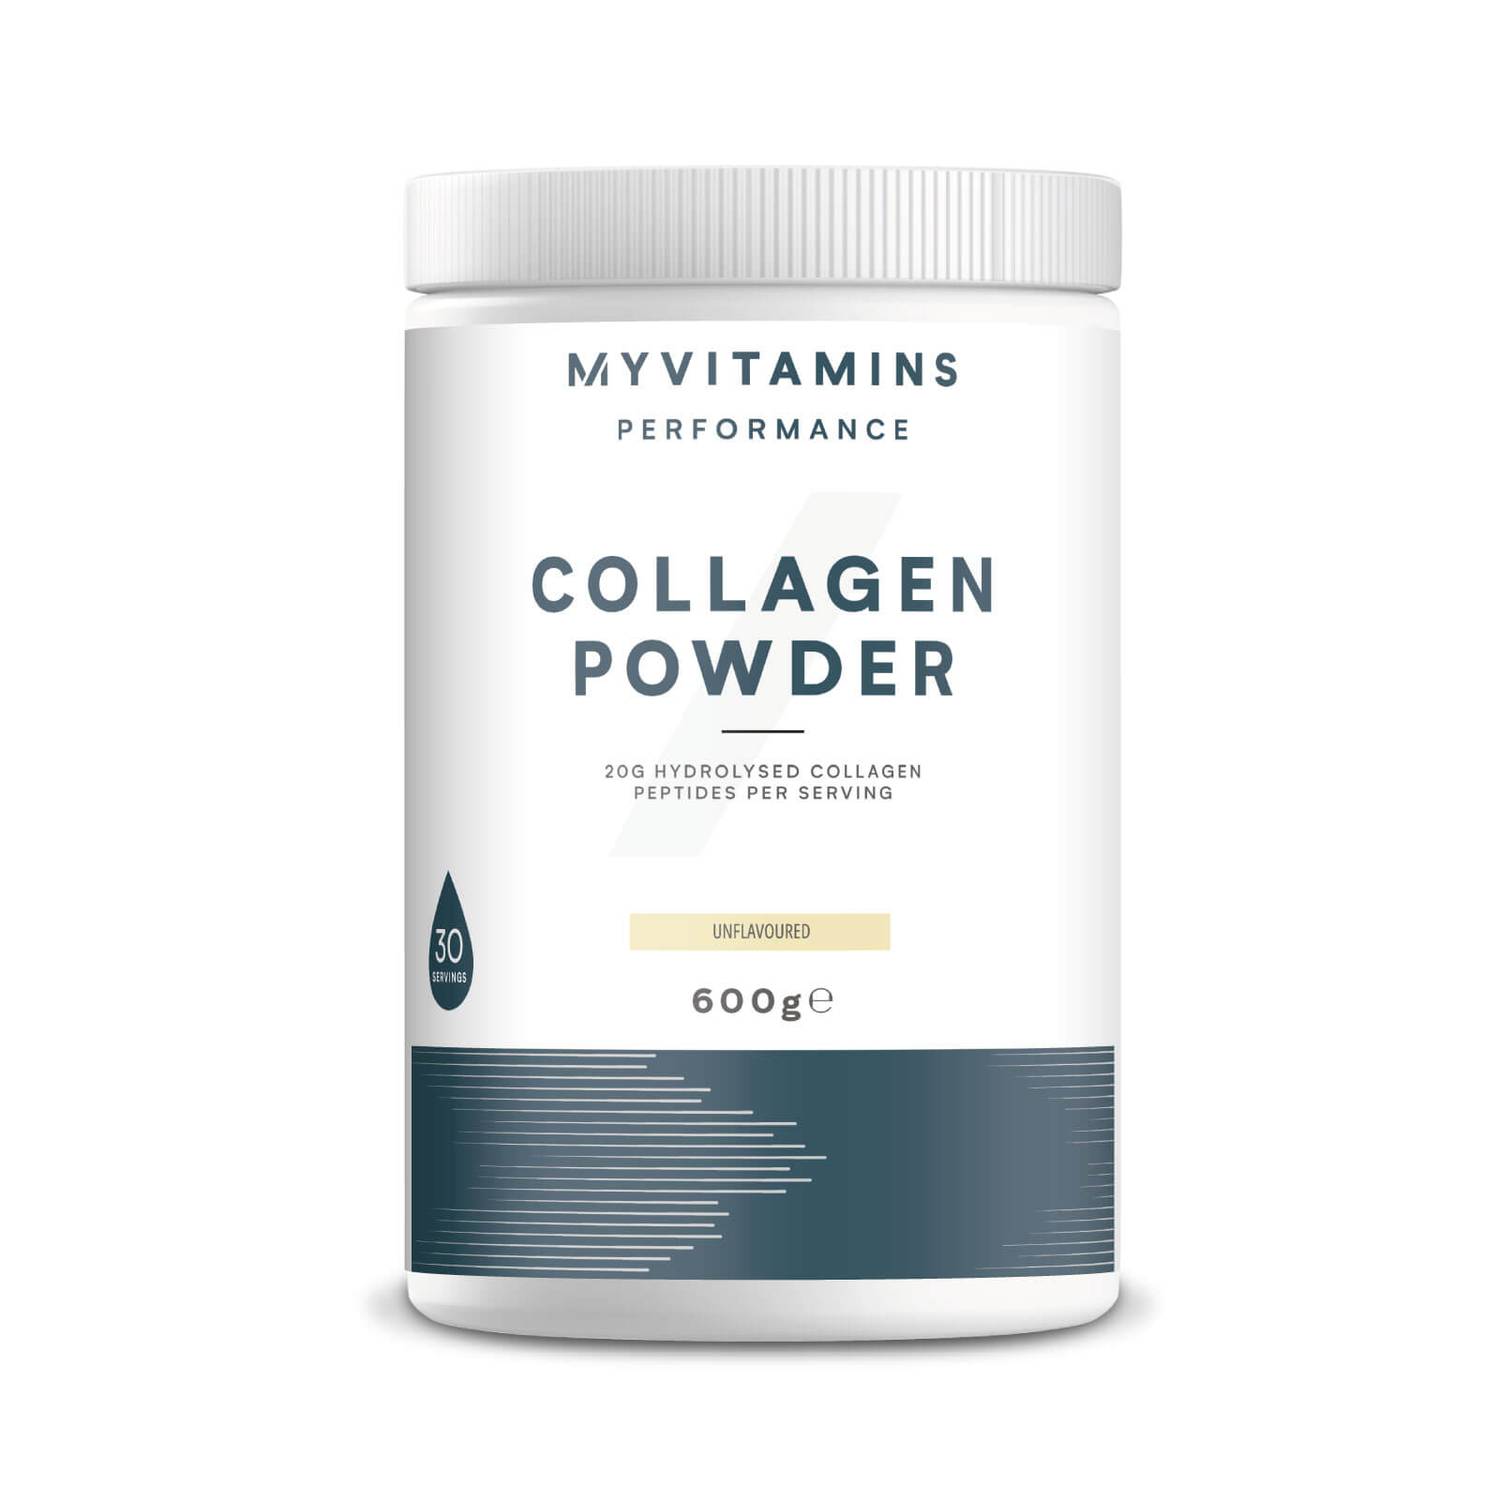 MYVITAMINS
PERFORMANCE
COLLAGEN
POWDER
20G HYDROLYSED COLLAGEN
PEPTIDES PER SERVING
30
SERVINGS
UNFLAVOURED
600g℮